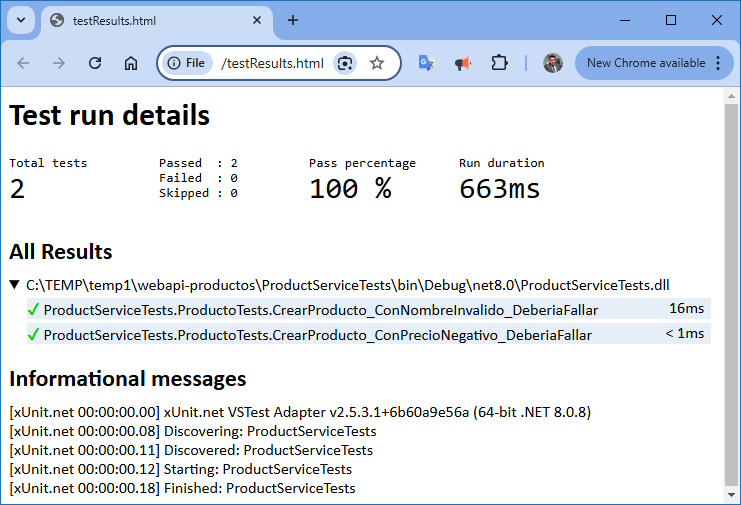 testResults.html
File
/testResults.html
New Chrome available
Test run details
Total tests
2
Passed : 2
Failed : 0
Skipped : 0
Pass percentage
100 %
Run duration
663ms
All Results
C:\TEMP\temp1\webapi-productos\ProductServiceTests\bin\Debug\net8.0\ProductServiceTests.dll
✓ ProductServiceTests.ProductoTests.CrearProducto_ConNombreInvalido_DeberiaFallar 16ms
✓ ProductServiceTests.ProductoTests.CrearProducto_ConPrecioNegativo_DeberiaFallar < 1ms
Informational messages
[xUnit.net 00:00:00.00] xUnit.net VSTest Adapter v2.5.3.1+6b60a9e56a (64-bit .NET 8.0.8)
[xUnit.net 00:00:00.08] Discovering: ProductServiceTests
[xUnit.net 00:00:00.11] Discovered: ProductServiceTests
[xUnit.net 00:00:00.12] Starting: ProductServiceTests
[xUnit.net 00:00:00.18] Finished: ProductServiceTests